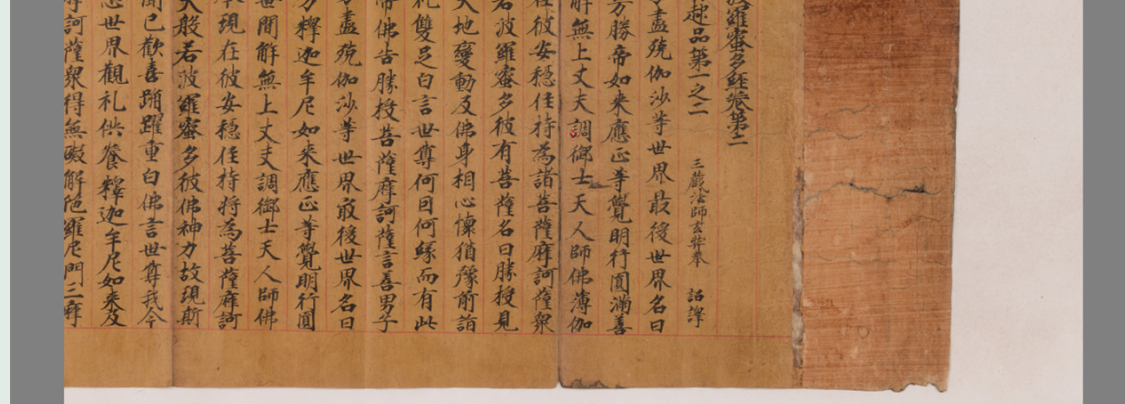 波羅蜜多經卷第二
起品第一之二 三藏法師玄奘奉 詔譯
盡殑伽沙等世界最後世界名曰
勝帝如來應正等覺明行圓滿善
解無上丈夫調御士天人師佛薄伽
在彼安穩住持為諸菩薩摩訶薩衆
若波羅蜜多彼有菩薩名曰勝授見
大地變動及佛身相心懷猶豫前詣
礼雙足白言世尊何因何緣而有此
帝佛告勝授菩薩摩訶薩言善男子
盡殑伽沙等世界最後世界名曰
釋迦牟尼如來應正等覺明行圓
世間解無上丈夫調御士天人師佛
現在彼安穩住持將為菩薩摩訶
大般若波羅蜜多彼佛神力故現斯
聞已歡喜踊躍重白佛言世尊我今
忍世界觀礼供養釋迦牟尼如來及
訶薩衆得無礙解陀羅尼門三摩